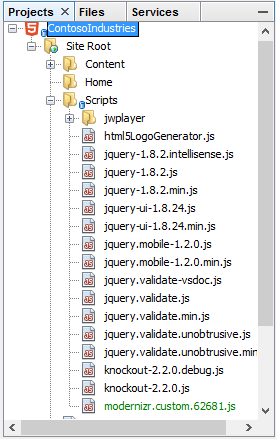 Projects Files Services
ContosoIndustries
Site Root
Content
Home
Scripts
jwplayer
html5LogoGenerator.js
jquery-1.8.2.intellisense.js
jquery-1.8.2.js
jquery-1.8.2.min.js
jquery-ui-1.8.24.js
jquery-ui-1.8.24.min.js
jquery.mobile-1.2.0.js
jquery.mobile-1.2.0.min.js
jquery.validate-vsdoc.js
jquery.validate.js
jquery.validate.min.js
jquery.validate.unobtrusive.js
jquery.validate.unobtrusive.min
knockout-2.2.0.debug.js
knockout-2.2.0.js
modernizr.custom.62681.js